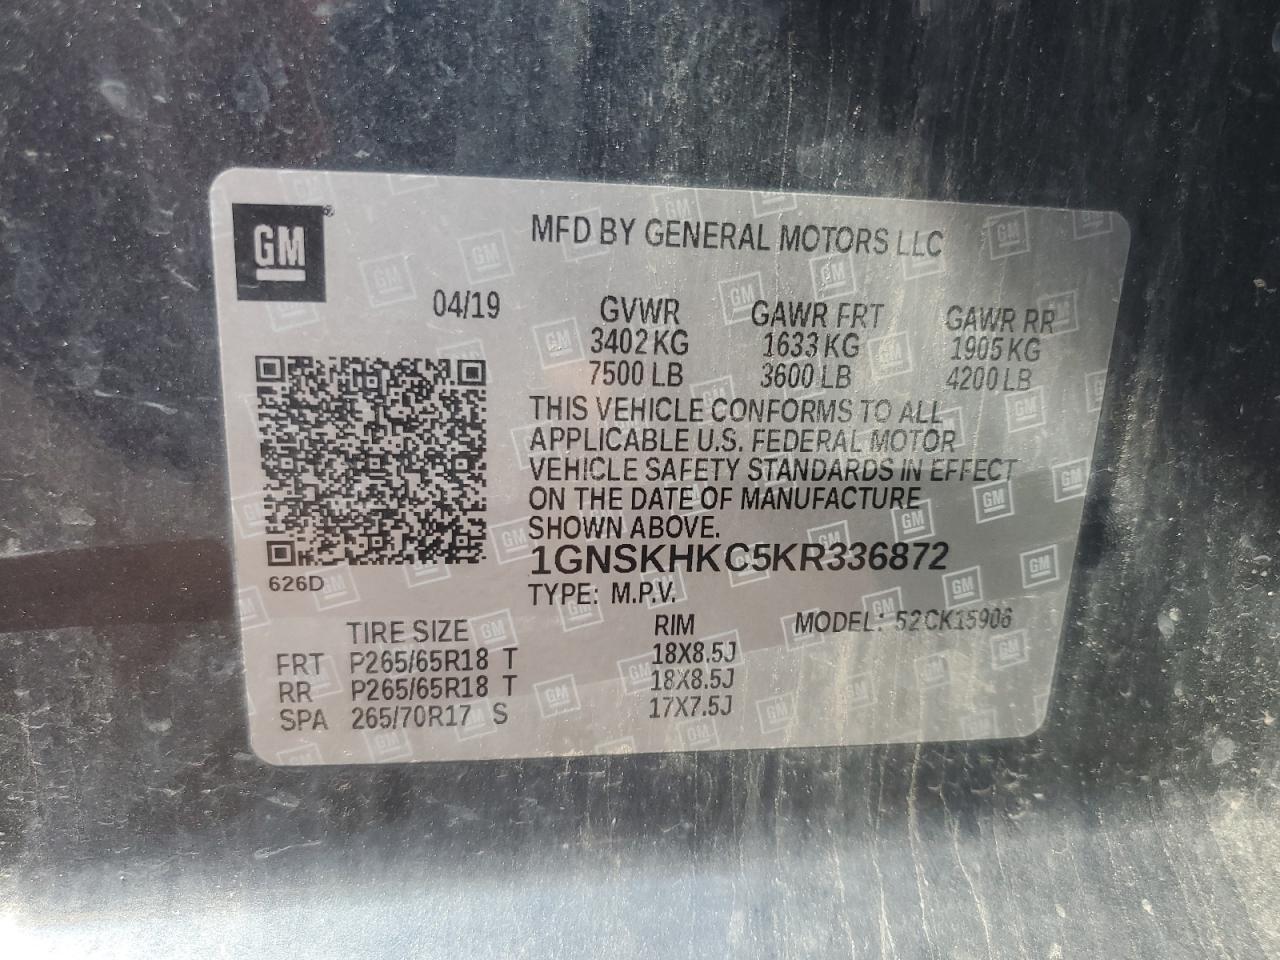 GM®
MFD BY GENERAL MOTORS LLC
04/19
GVWR GAWR FRT GAWR RR
3402 KG 1633 KG 1905 KG
7500 LB 3600 LB 4200 LB
THIS VEHICLE CONFORMS TO ALL
APPLICABLE U.S. FEDERAL MOTOR
VEHICLE SAFETY STANDARDS IN EFFECT
ON THE DATE OF MANUFACTURE
SHOWN ABOVE.
1GNSKHKC5KR336872
626D
TYPE: M.P.V.
MODEL: 52CK15906
TIRE SIZE RIM
FRT P265/65R18 T 18X8.5J
RR P265/65R18 T 18X8.5J
SPA 265/70R17 S 17X7.5J